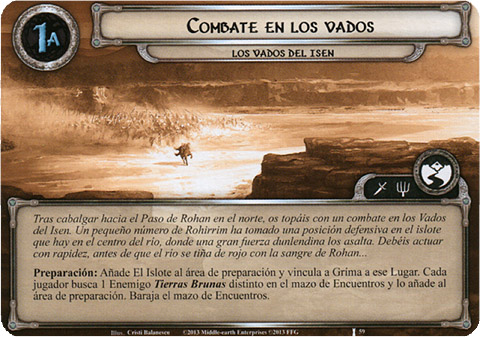 1A
COMBATE EN LOS VADOS
LOS VADOS DEL ISEN
Tras cabalgar hacia el Paso de Rohan en el norte, os topáis con un combate en los Vados
del Isen. Un pequeño número de Rohirrim ha tomado una posición defensiva en el islote
que hay en el centro del río, donde una gran fuerza dunlendina los asalta. Debéis actuar
con rapidez, antes de que el río se tiña de rojo con la sangre de Rohan...
Preparación: Añade El Islote al área de preparación y vincula a Gríma a ese Lugar. Cada
jugador busca 1 Enemigo Tierras Brunas distinto en el mazo de Encuentros y lo añade al
área de preparación. Baraja el mazo de Encuentros.
Illus. Cristi Balanescu ©2013 Middle-earth Enterprises ©2013 FFG 59